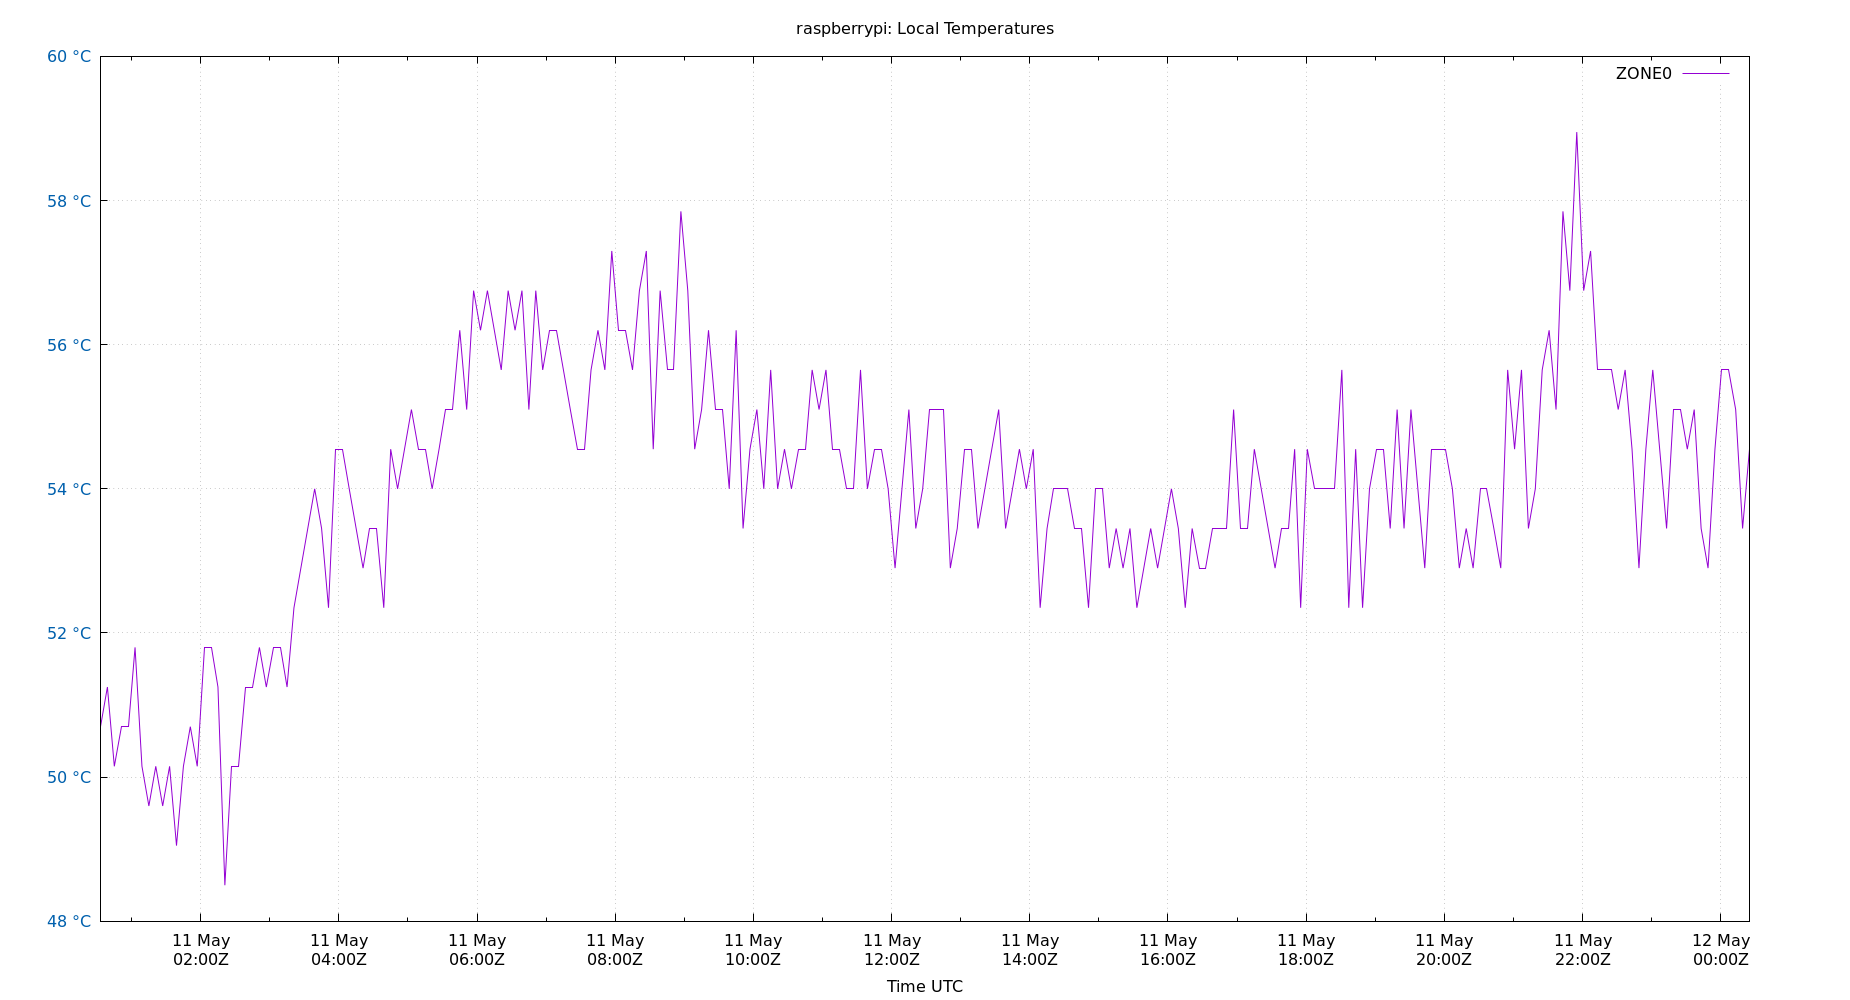 raspberrypi: Local Temperatures
60 °C
ZONE0
58 °C
56 °C
54 °C
52 °C
50 °C
48 °C
11 May 11 May 11 May 11 May 11 May 11 May 11 May 11 May 11 May 11 May 11 May 12 May
02:00Z 04:00Z 06:00Z 08:00Z 10:00Z 12:00Z 14:00Z 16:00Z 18:00Z 20:00Z 22:00Z 00:00Z
Time UTC